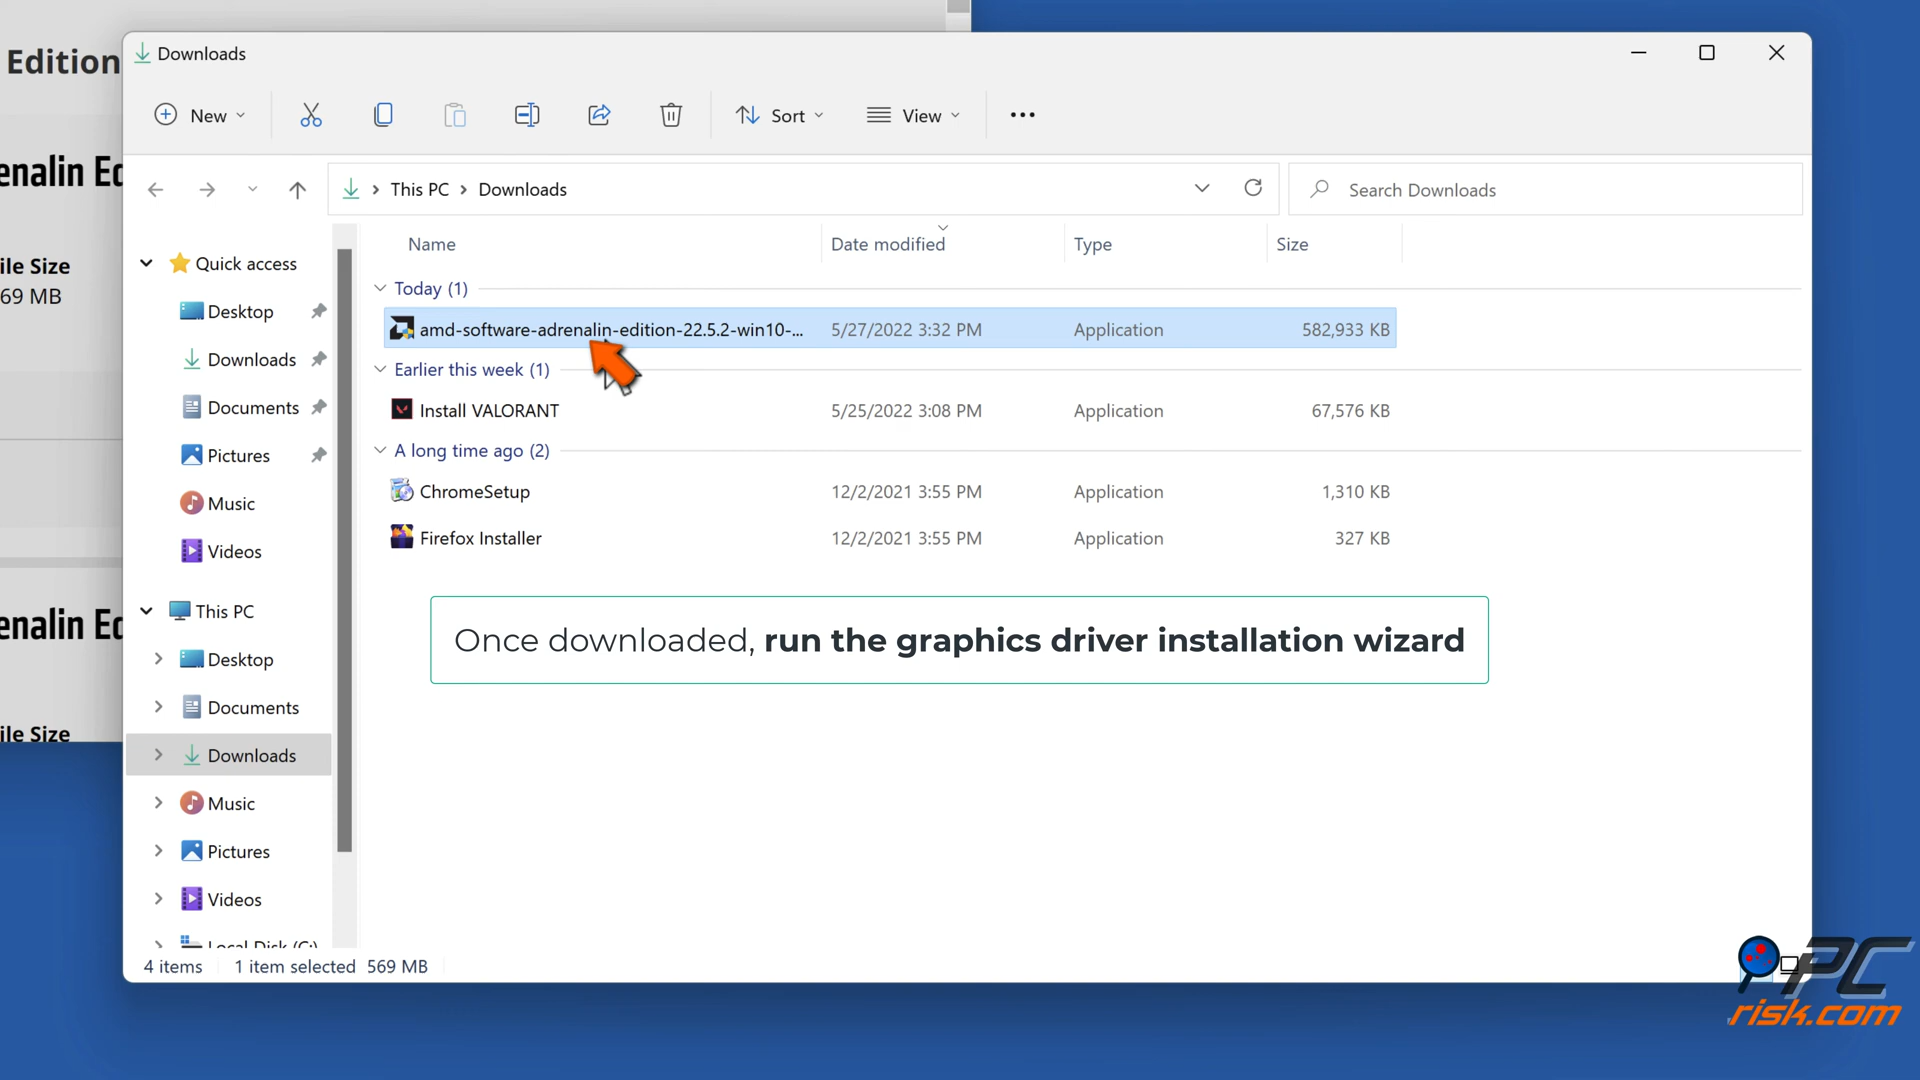 Edition
Downloads
New
Sort
View
enalin Ed
This PC
Downloads
Search Downloads
Name
Date modified
Type
Size
ile Size
69 MB
Quick access
Desktop
Downloads
Documents
Pictures
Music
Videos
This PC
Desktop
Documents
Downloads
Music
Pictures
Videos
Local Disk (C:)
Today (1)
amd-software-adrenalin-edition-22.5.2-win10-... 5/27/2022 3:32 PM Application 582,933 KB
Earlier this week (1)
Install VALORANT 5/25/2022 3:08 PM Application 67,576 KB
A long time ago (2)
ChromeSetup 12/2/2021 3:55 PM Application 1,310 KB
Firefox Installer 12/2/2021 3:55 PM Application 327 KB
Once downloaded, run the graphics driver installation wizard
enalin Ed
ile Size
4 items 1 item selected 569 MB
PC
risk.com